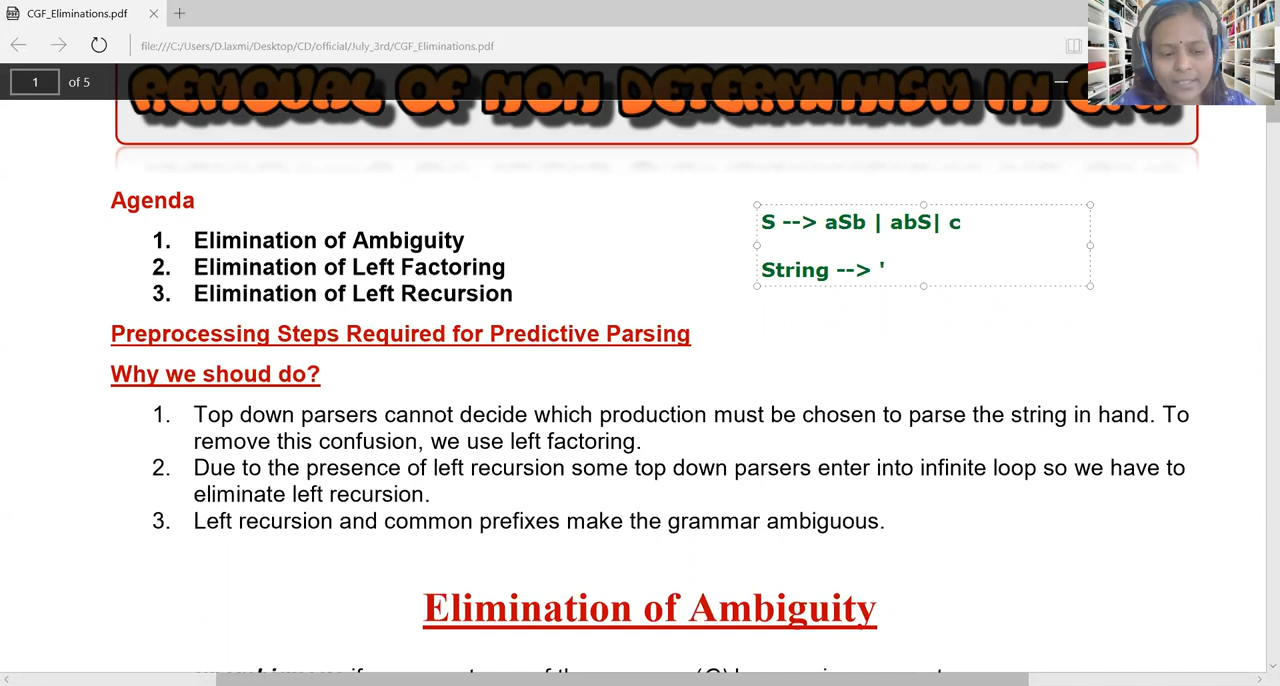 CGF_Eliminations.pdf
file:///C:/Users/D.laxmi/Desktop/CD/official/July_3rd/CGF_Eliminations.pdf
1 of 5
REMOVAL OF NON DETERMINISM IN
Agenda
1. Elimination of Ambiguity
2. Elimination of Left Factoring
3. Elimination of Left Recursion
S --> aSb | abS| c
String --> '
Preprocessing Steps Required for Predictive Parsing
Why we shoud do?
1. Top down parsers cannot decide which production must be chosen to parse the string in hand. To
remove this confusion, we use left factoring.
2. Due to the presence of left recursion some top down parsers enter into infinite loop so we have to
eliminate left recursion.
3. Left recursion and common prefixes make the grammar ambiguous.
Elimination of Ambiguity